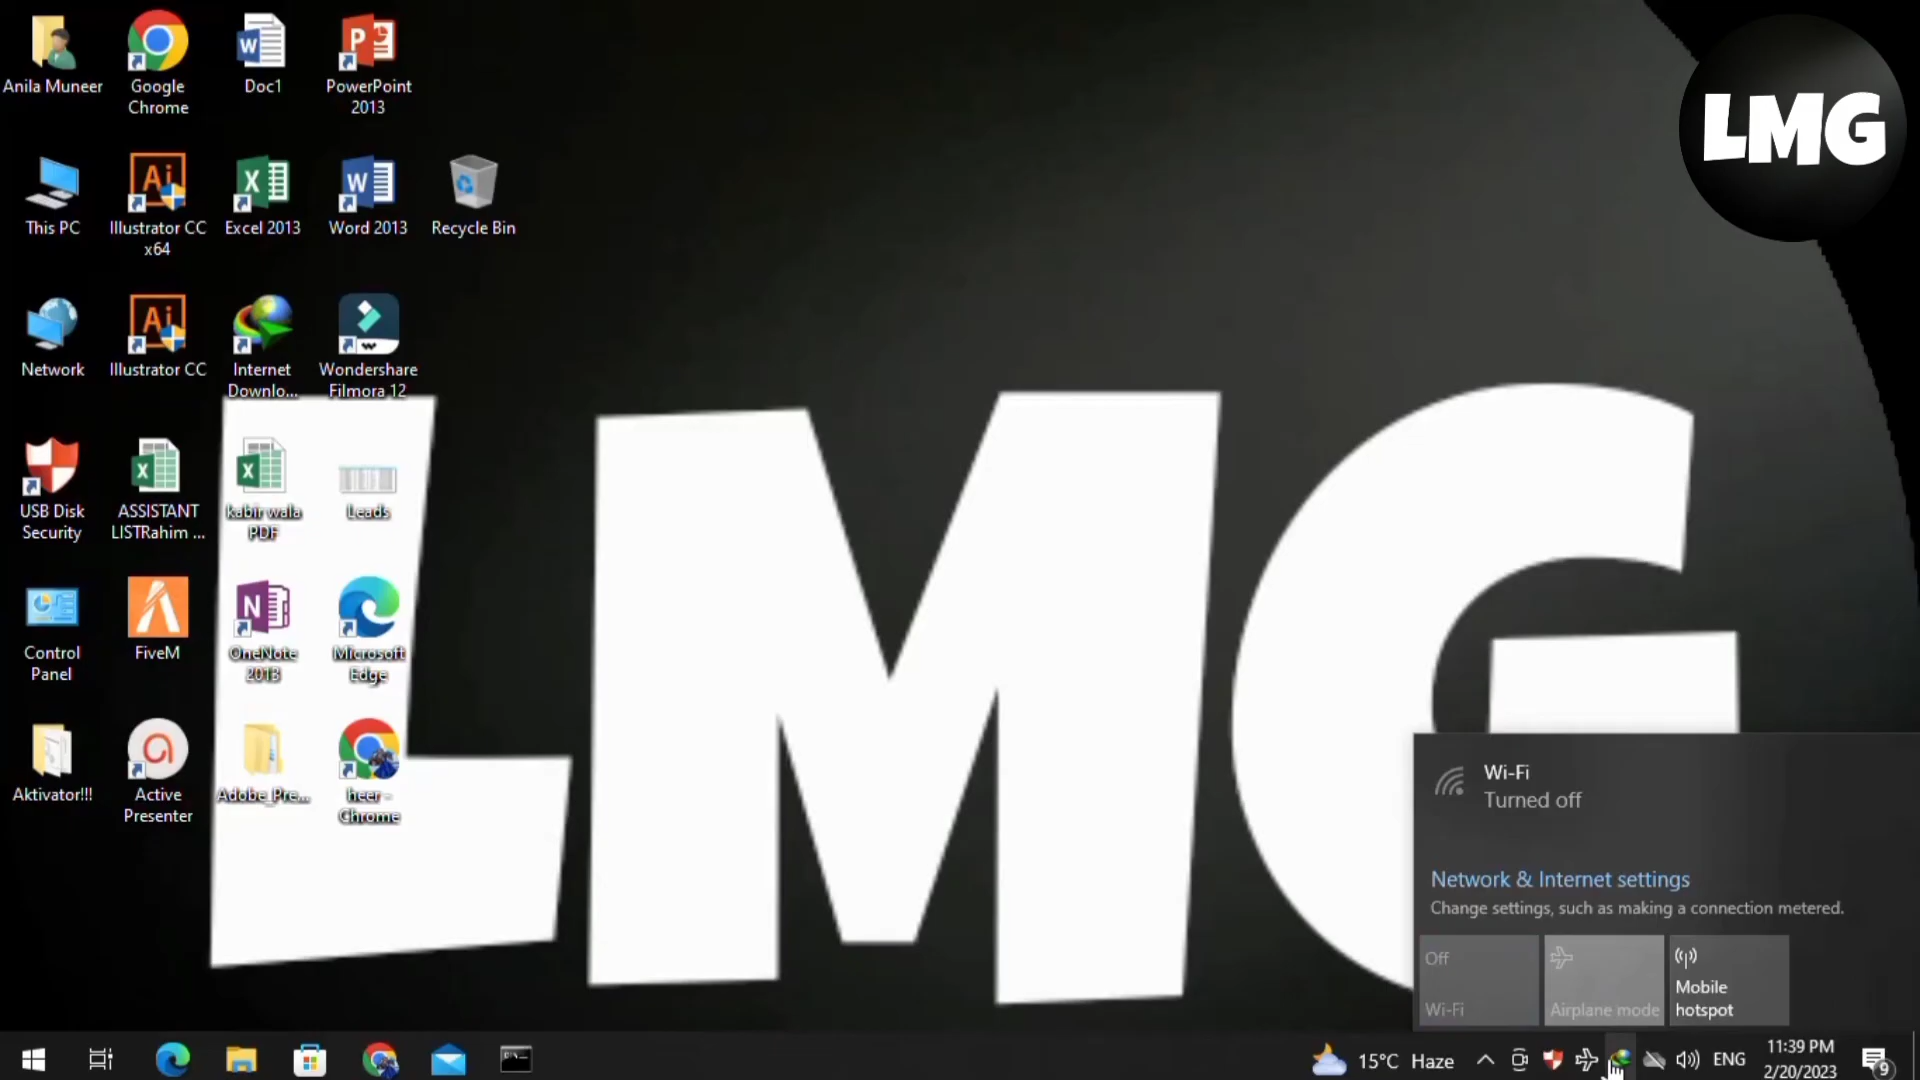 Anila Muneer
Google
Chrome
Doc1
PowerPoint
2013
LMG
This PC
Illustrator CC
x64
Excel 2013
Word 2013
Recycle Bin
Network
Illustrator CC
Internet
Downlo...
Wondershare
Filmora 12
USB Disk
Security
ASSISTANT
LISTRahim ...
kabirwala
PDF
Leads
Control
Panel
FiveM
OneNote
2013
Microsoft
Edge
Aktivator!!!
Active
Presenter
Adobe_Pre...
heer -
Chrome
LMG
Wi-Fi
Turned off
Network & Internet settings
Change settings, such as making a connection metered.
Off
Wi-Fi
Airplane mode
Mobile
hotspot
15°C Haze
ENG
11:39 PM
2/20/2023
9